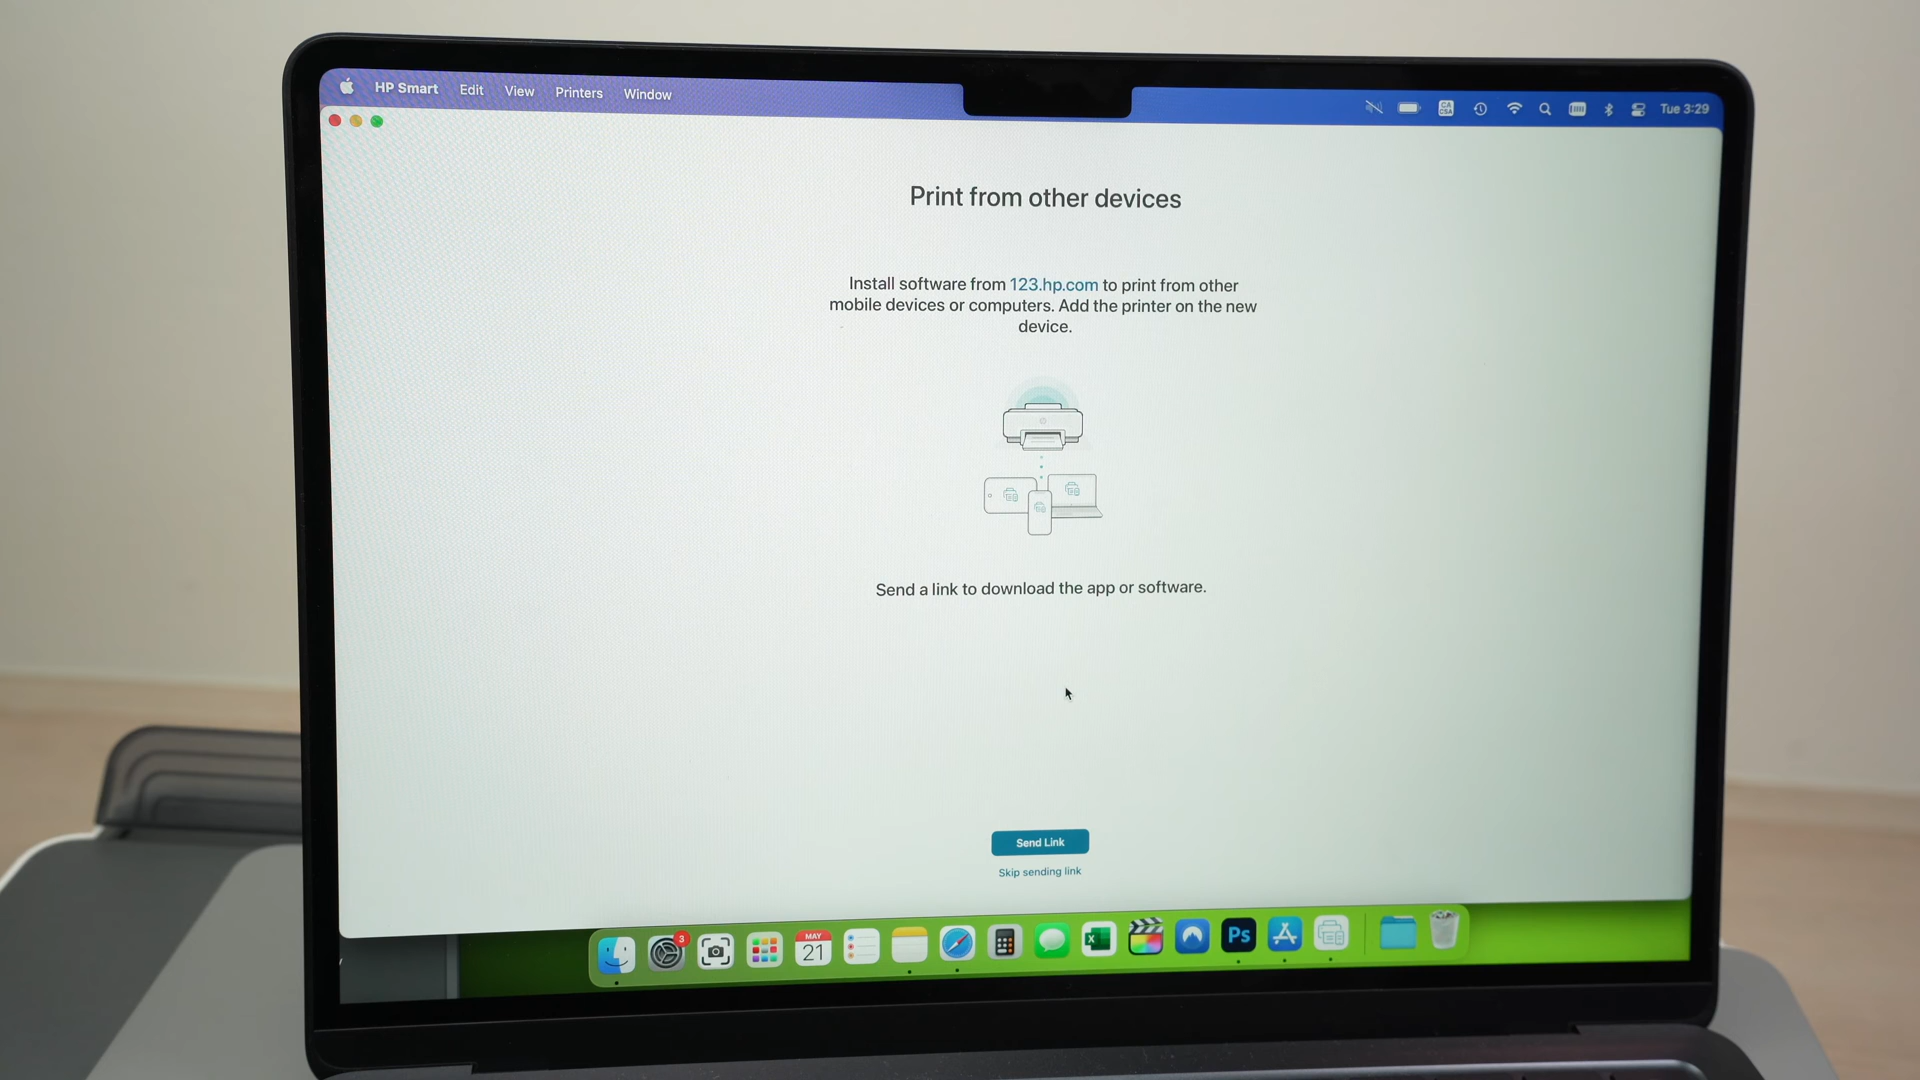 HP Smart Edit View Printers Window
Tue 3:29
Print from other devices
Install software from 123.hp.com to print from other
mobile devices or computers. Add the printer on the new
device.
Send a link to download the app or software.
Send Link
Skip sending link
3
MAY
21
Ps